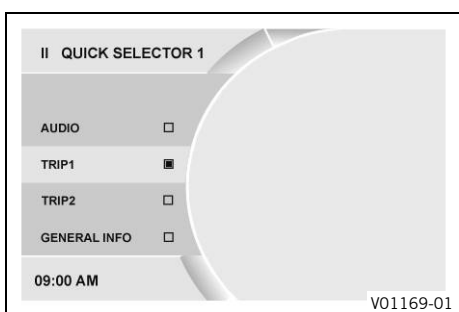 II QUICK SELECTOR 1
AUDIO
TRIP1
TRIP2
GENERAL INFO
09:00 AM
V01169-01